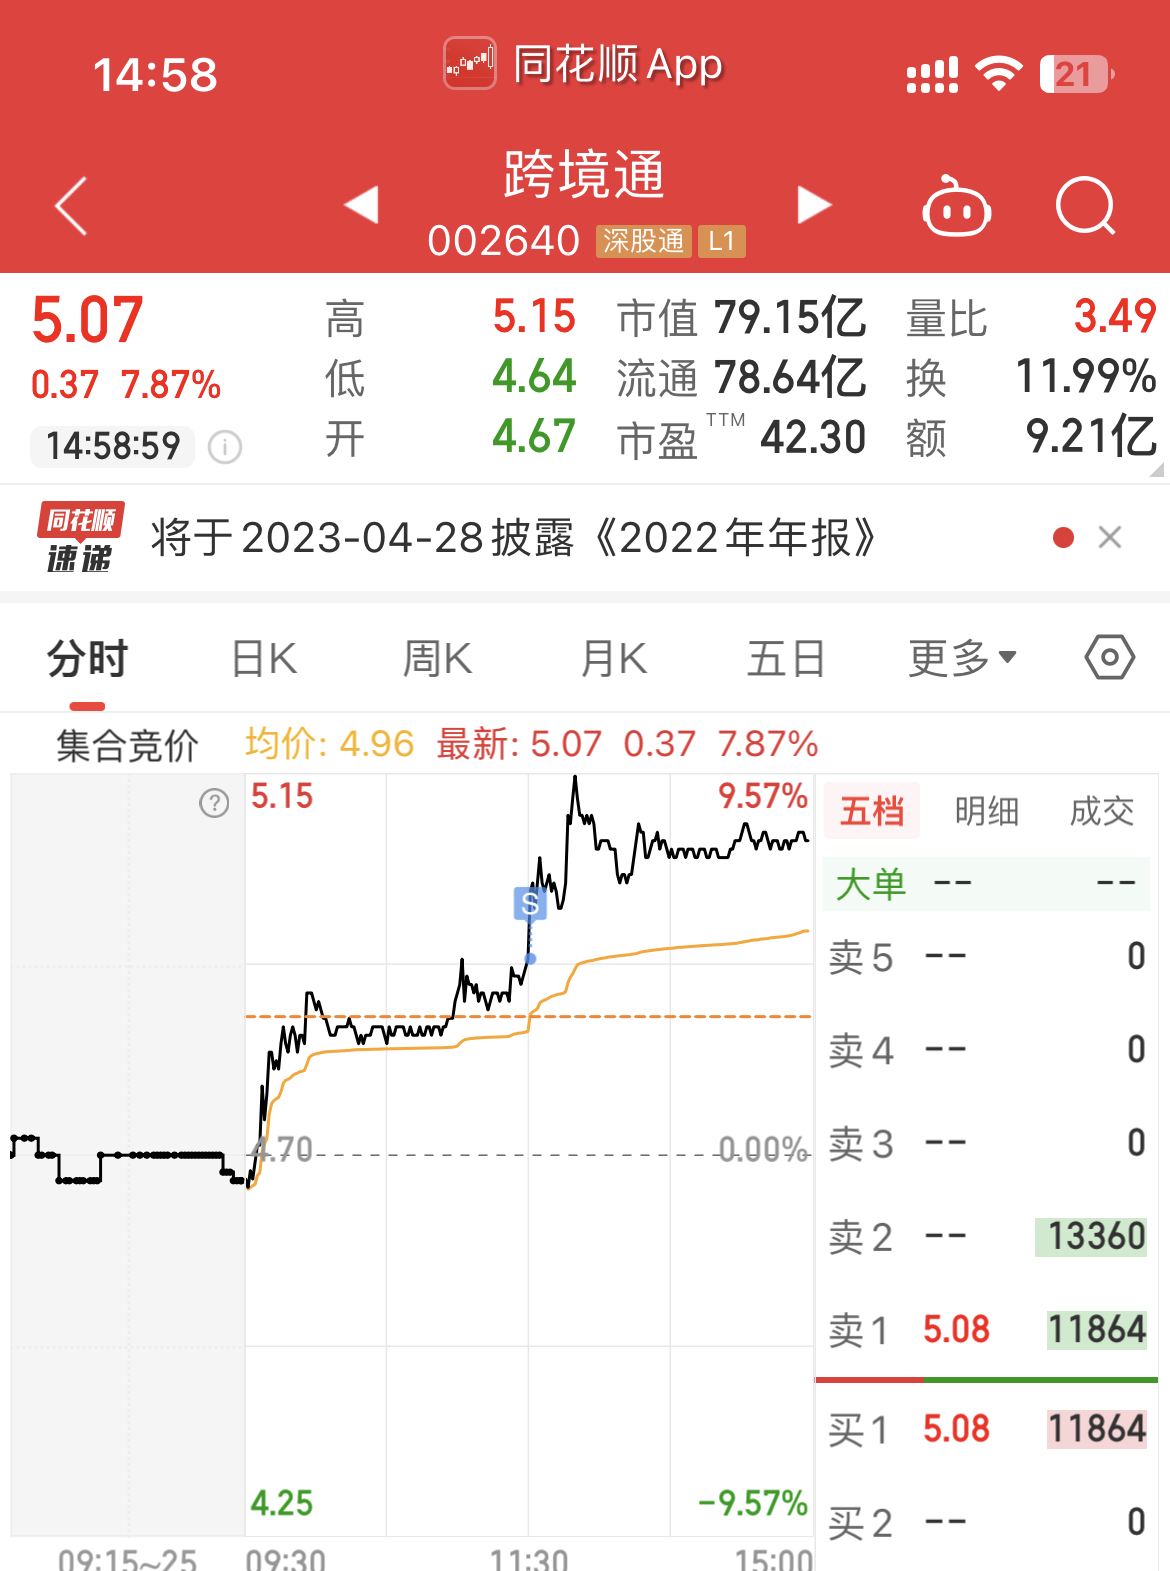 14:58
同花顺App
21
跨境通
002640 深股通 L1
5.07
0.37 7.87%
14:58:59
高 5.15 市值 79.15亿 量比 3.49
低 4.64 流通 78.64亿 换 11.99%
开 4.67 市盈TTM 42.30 额 9.21亿
同花顺
速递
将于2023-04-28披露《2022年年报》
分时 日K 周K 月K 五日 更多
集合竞价 均价: 4.96 最新: 5.07 0.37 7.87%
? 5.15 9.57%
S
4.70 0.00%
4.25 -9.57%
09:15~25 09:30 11:30 15:00
五档 明细 成交
大单 -- --
卖5 -- 0
卖4 -- 0
卖3 -- 0
卖2 -- 13360
卖1 5.08 11864
买1 5.08 11864
买2 -- 0